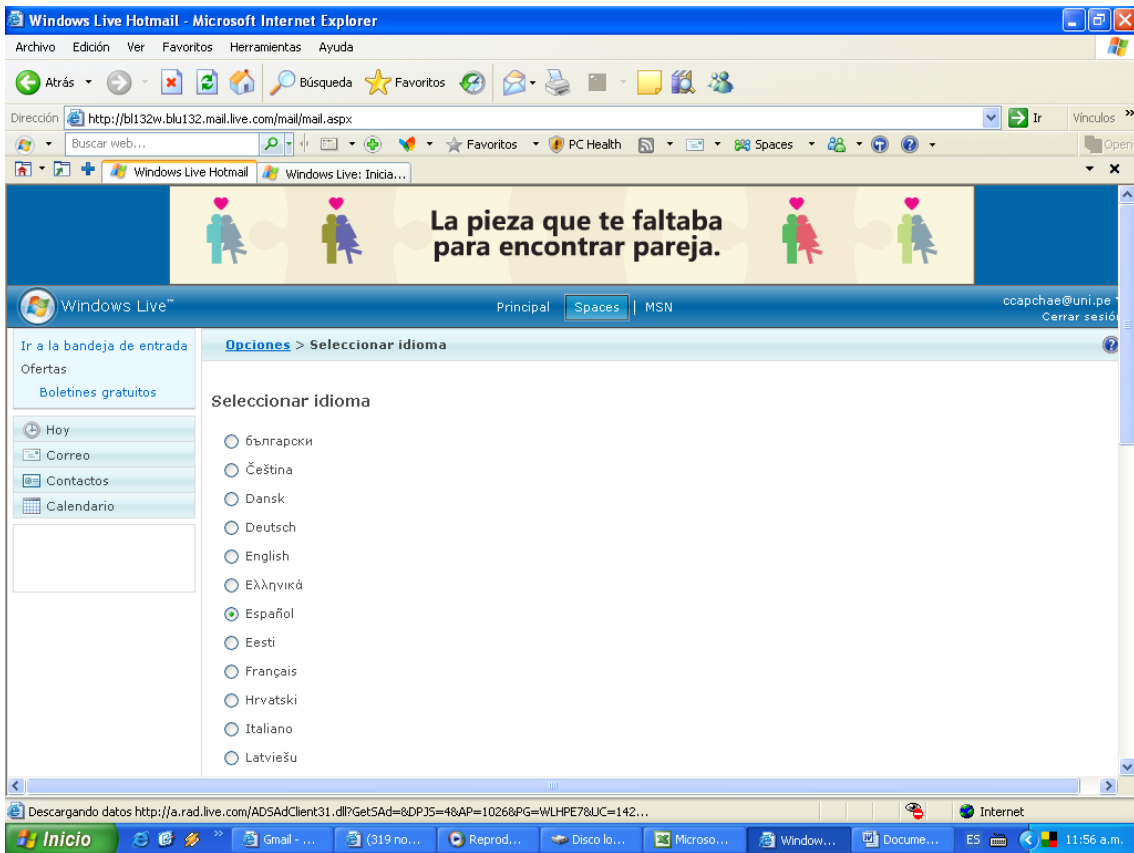 Windows Live Hotmail - Microsoft Internet Explorer
Archivo Edición Ver Favoritos Herramientas Ayuda
Atrás Búsqueda Favoritos
Dirección http://bl132w.blu132.mail.live.com/mail/mail.aspx Ir Vínculos »
Buscar web... Favoritos PC Health Spaces Open
Windows Live Hotmail Windows Live: Inicia...
La pieza que te faltaba
para encontrar pareja.
Windows Live™ Principal Spaces | MSN ccapchae@uni.pe
Cerrar sesió
Ir a la bandeja de entrada
Ofertas
Boletines gratuitos
Hoy
Correo
Contactos
Calendario
Opciones > Seleccionar idioma
Seleccionar idioma
български
Čeština
Dansk
Deutsch
English
Ελληνικά
Español
Eesti
Français
Hrvatski
Italiano
Latviešu
Descargando datos http://a.rad.live.com/ADSAdClient31.dll?GetSAd=&DPJS=4&AP=1026&PG=WLHPE7&UC=142... Internet
Inicio » Gmail - ... (319 no... Reprod... Disco lo... Microso... Window... Docume... ES 11:56 a.m.